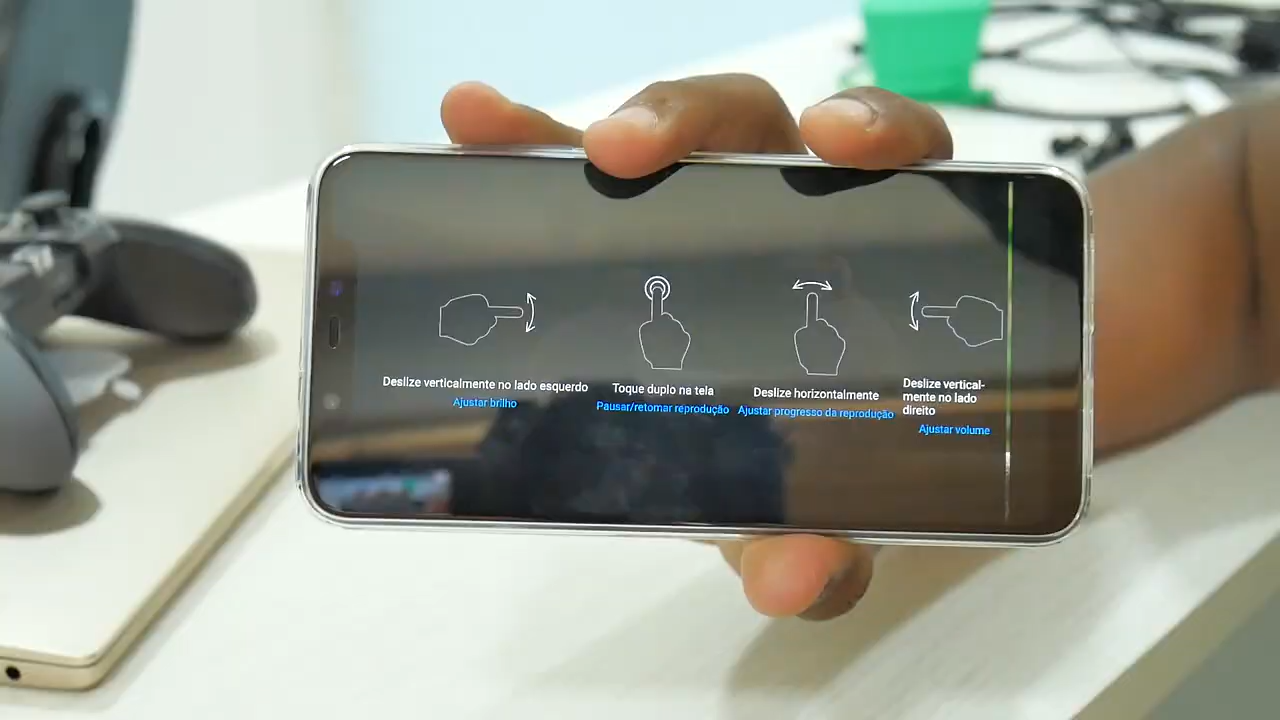 Deslize verticalmente no lado esquerdo
Ajustar brilho
Toque duplo na tela
Pausar/retomar reprodução
Deslize horizontalmente
Ajustar progresso da reprodução
Deslize vertical-
mente no lado
direito
Ajustar volume